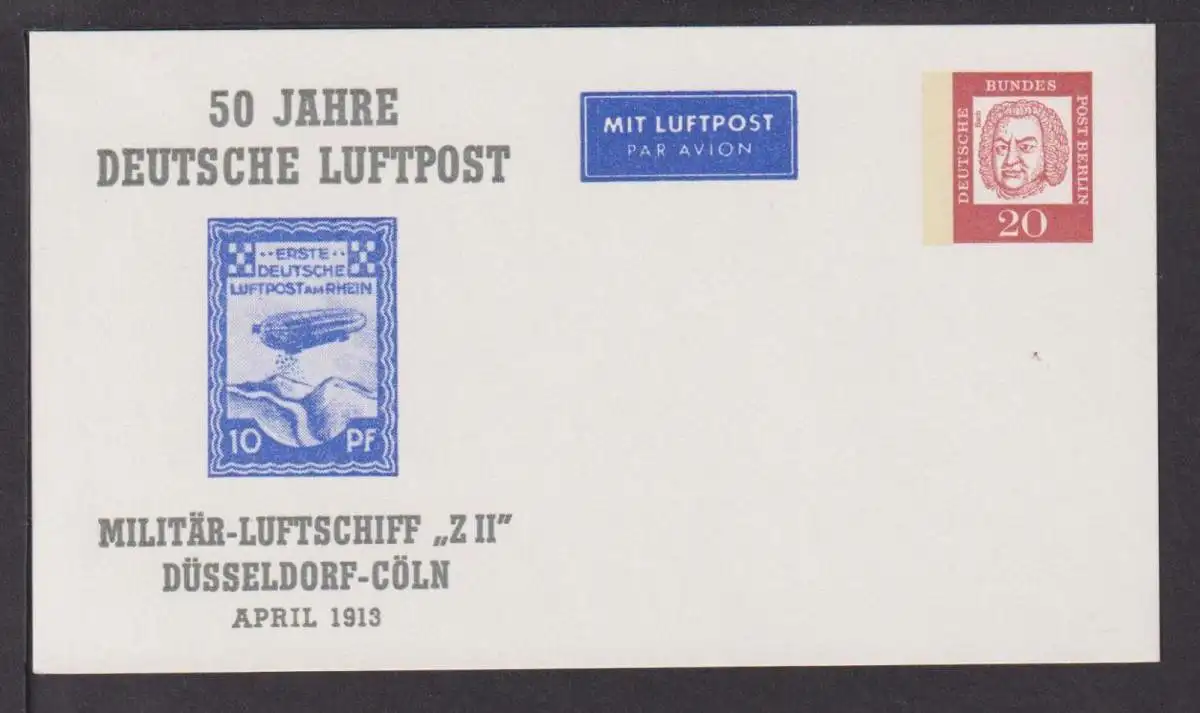 50 JAHRE
DEUTSCHE LUFTPOST
ERSTE
DEUTSCHE
LUFTPOST AM RHEIN
10 PF
MILITÄR-LUFTSCHIFF „Z II"
DÜSSELDORF-CÖLN
APRIL 1913
MIT LUFTPOST
PAR AVION
DEUTSCHE
BUNDES
POST BERLIN
Bach
20